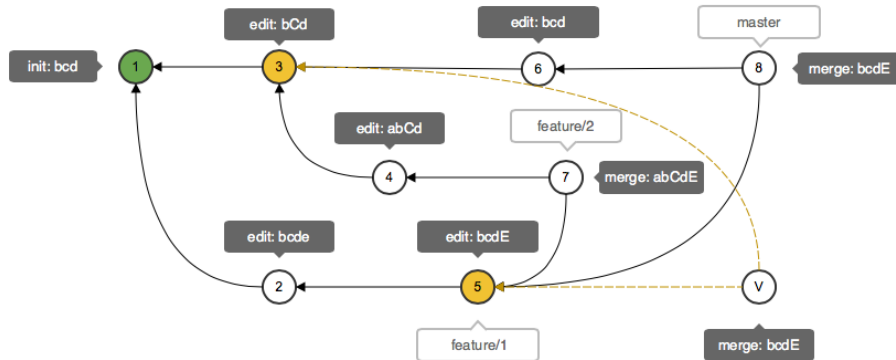 edit: bCd
edit: bcd
master
init: bcd
1
3
6
8
merge: bcdE
edit: abCd
feature/2
4
7
merge: abCdE
edit: bcde
edit: bcdE
2
5
V
feature/1
merge: bcdE